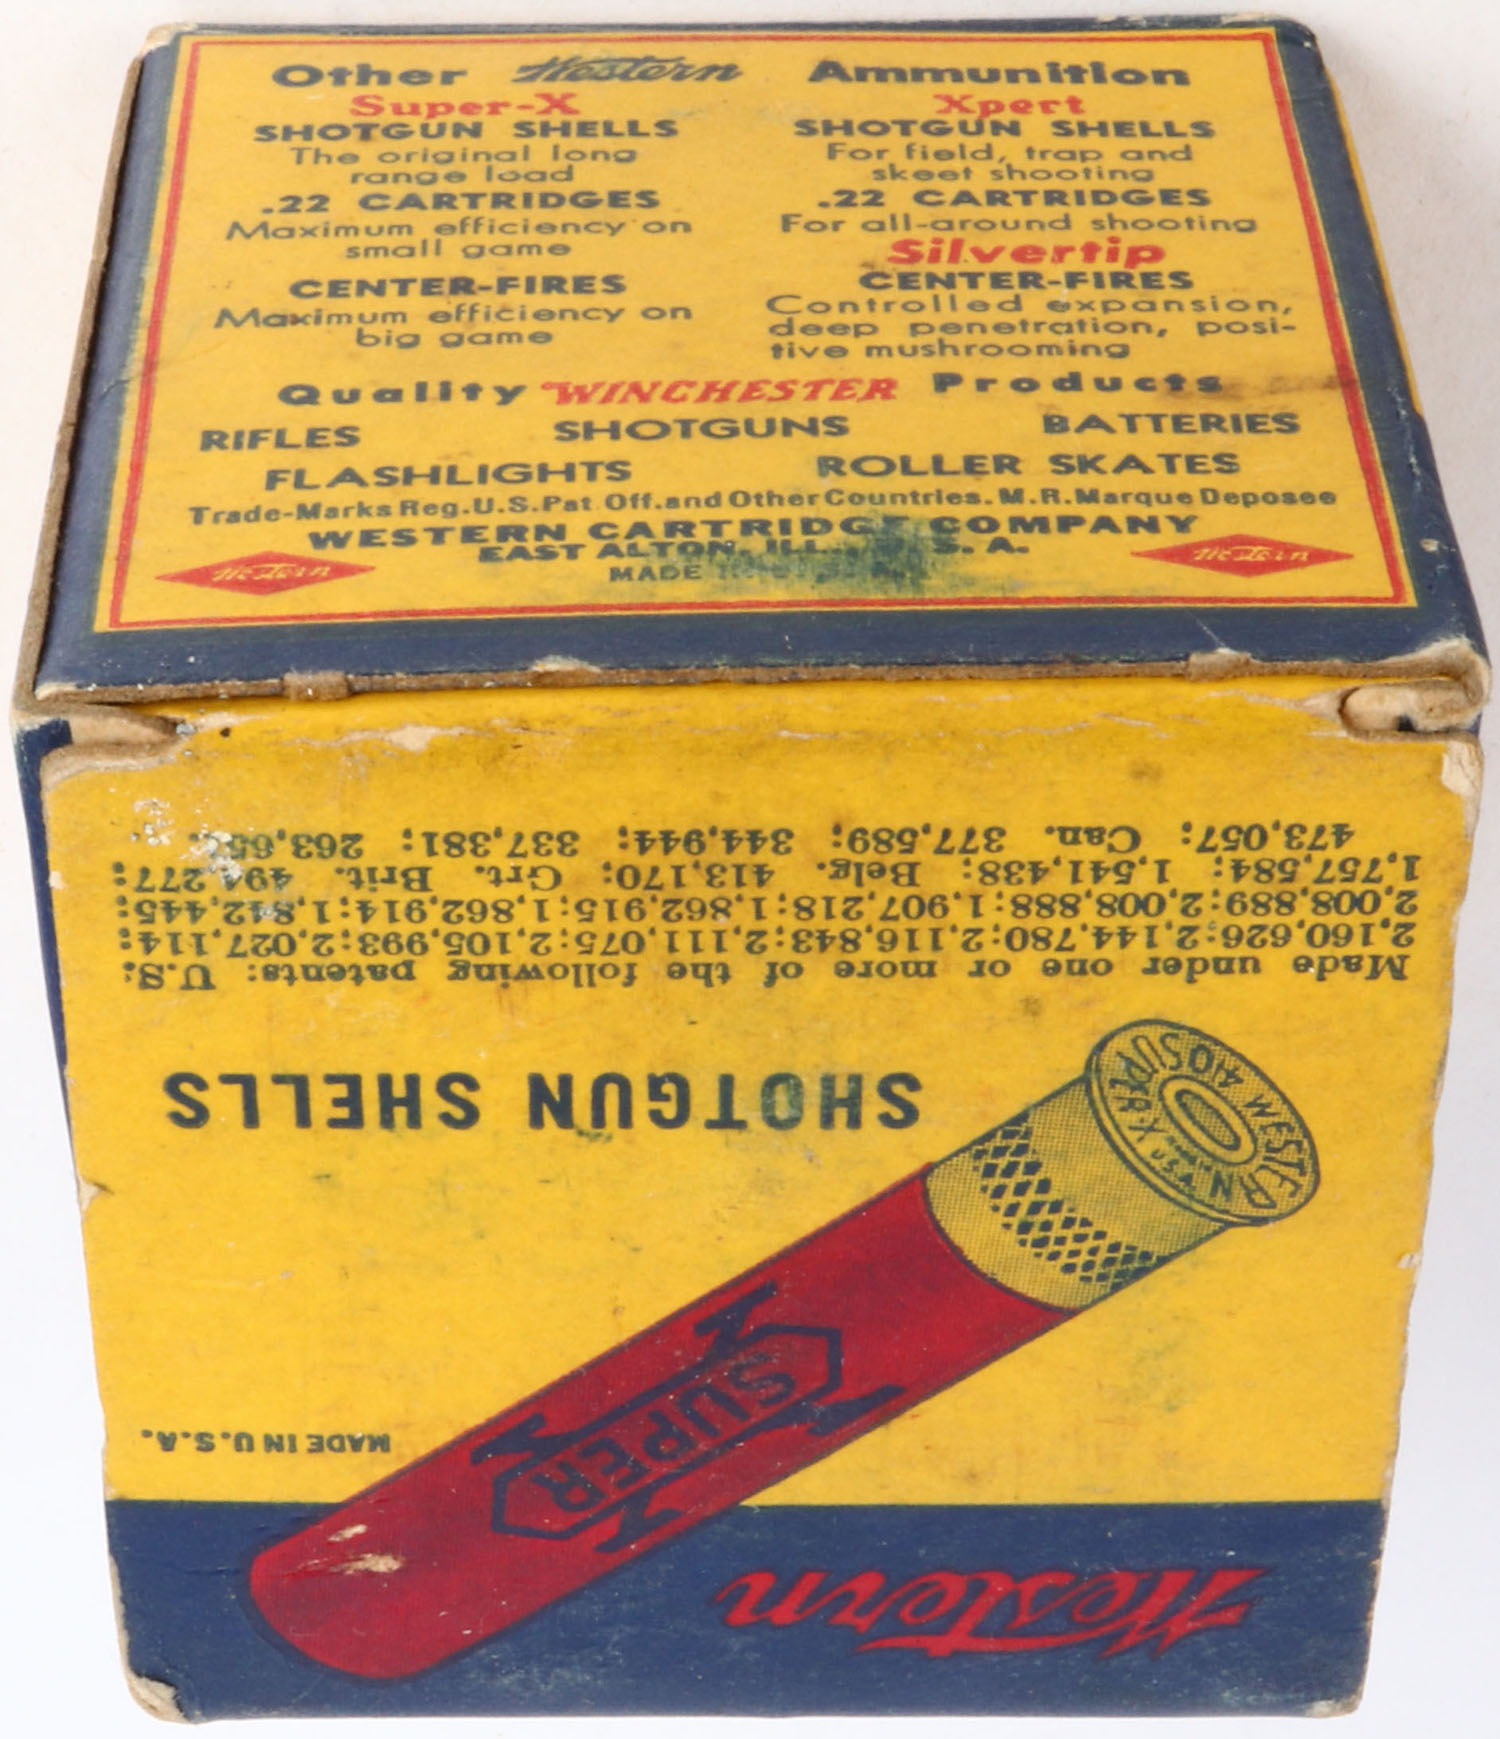 Other Western Ammunition
Super-X
SHOTGUN SHELLS
The original long
range load
.22 CARTRIDGES
Maximum efficiency on
small game
CENTER-FIRES
Maximum efficiency on
big game
Xpert
SHOTGUN SHELLS
For field, trap and
skeet shooting
.22 CARTRIDGES
For all-around shooting
Silvertip
CENTER-FIRES
Controlled expansion,
deep penetration, posi-
tive mushrooming
Quality WINCHESTER Products
RIFLES SHOTGUNS BATTERIES
FLASHLIGHTS ROLLER SKATES
Trade-Marks Reg. U.S. Pat. Off. and Other Countries. M.R. Marque Deposee
WESTERN CARTRIDGE COMPANY
EAST ALTON, ILL., S. A.
MADE
Western
Western
Western
MADE IN U.S.A.
SUPER
X
WESTERN
410 SUPER X
USA
SHOTGUN SHELLS
Made under one or more of the following patents: U.S.
2,160,626; 2,144,780; 2,116,843; 2,111,075; 2,105,993; 2,027,114;
2,008,889; 2,008,888; 1,907,218; 1,862,915; 1,862,914; 1,842,445;
1,757,584; 1,541,438; Belg. 413,170; Grt. Brit. 494,277;
473,057; Can. 377,589; 344,944; 337,381;